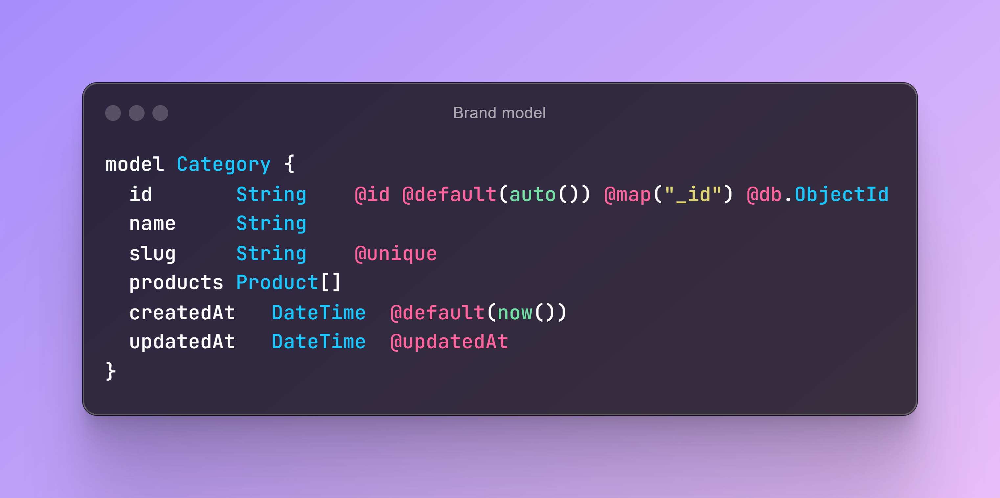 Brand model
model Category {
  id       String    @id @default(auto()) @map("_id") @db.ObjectId
  name     String
  slug     String    @unique
  products Product[]
  createdAt   DateTime  @default(now())
  updatedAt   DateTime  @updatedAt
}